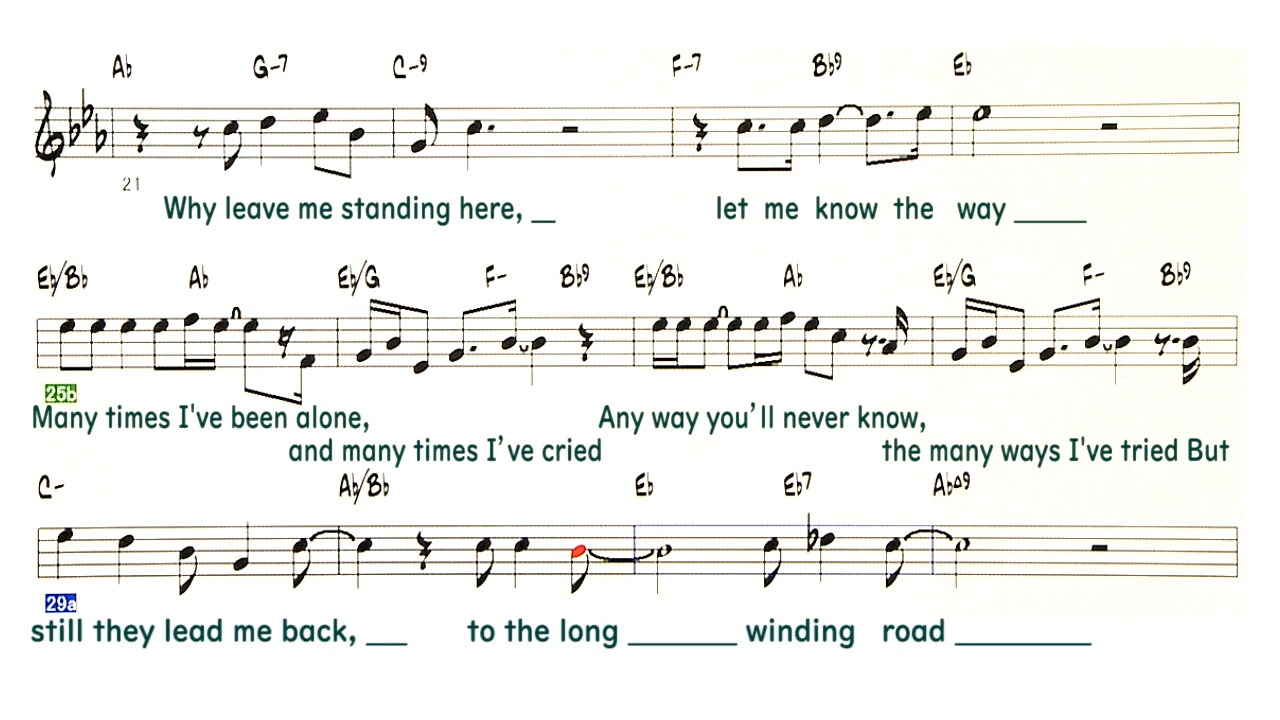 Ab G-7 C-9 F-7 Bb9 Eb
21
Why leave me standing here, __ let me know the way _____
Eb/Bb Ab Eb/G F- Bb9 Eb/Bb Ab Eb/G F- Bb9
25b
Many times I've been alone, Any way you’ll never know,
and many times I’ve cried the many ways I've tried But
C- Ab/Bb Eb Eb7 Ab△9
29a
still they lead me back, ___ to the long ________ winding road __________